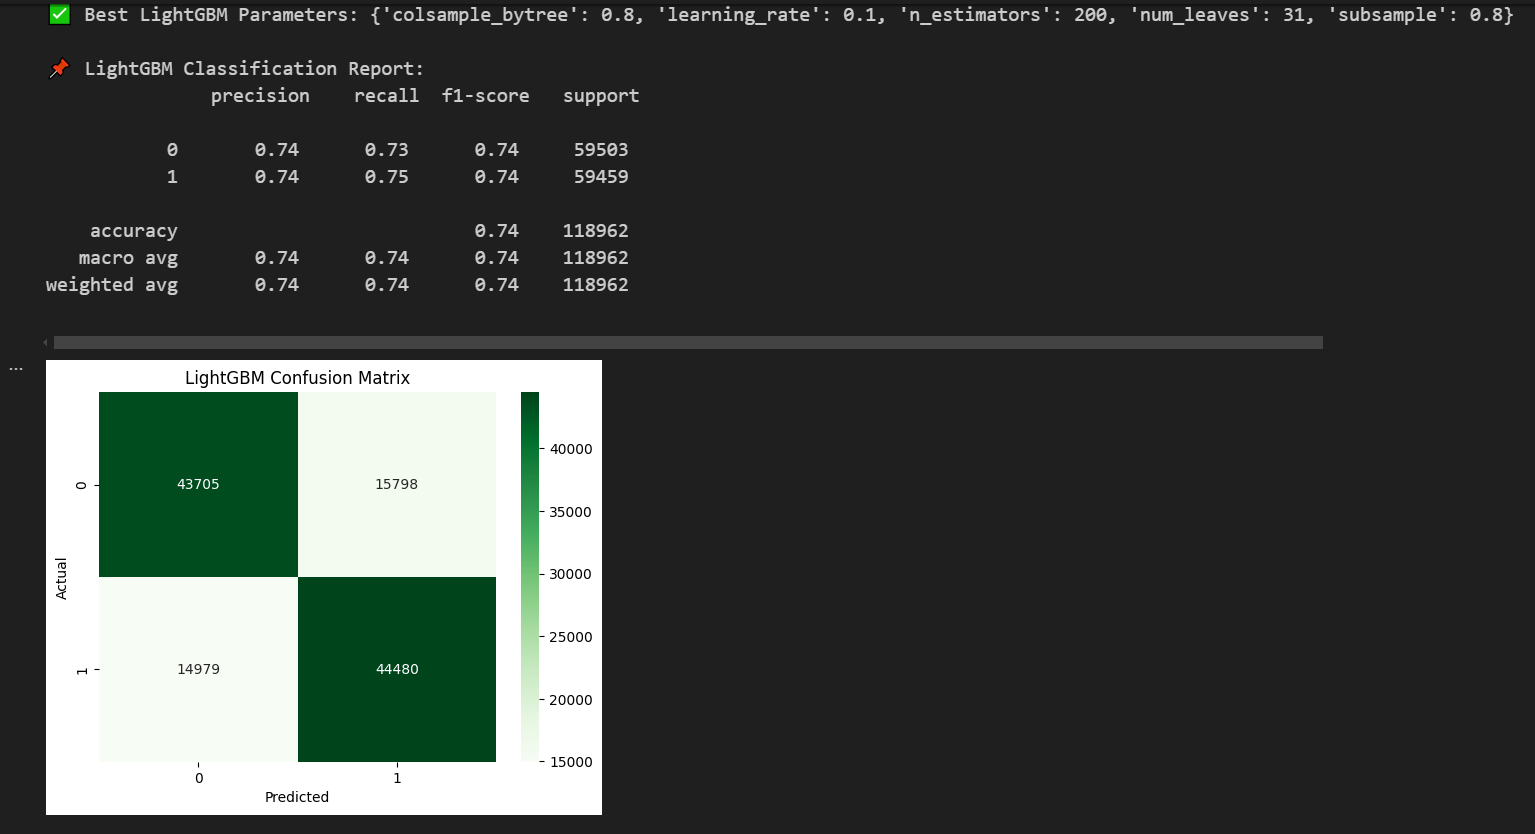 ✅ Best LightGBM Parameters: {'colsample_bytree': 0.8, 'learning_rate': 0.1, 'n_estimators': 200, 'num_leaves': 31, 'subsample': 0.8}
📌 LightGBM Classification Report:
precision recall f1-score support
0 0.74 0.73 0.74 59503
1 0.74 0.75 0.74 59459
accuracy 0.74 118962
macro avg 0.74 0.74 0.74 118962
weighted avg 0.74 0.74 0.74 118962
...
LightGBM Confusion Matrix
40000
0 43705 15798
35000
Actual
30000
25000
1 14979 44480
20000
15000
0 1
Predicted